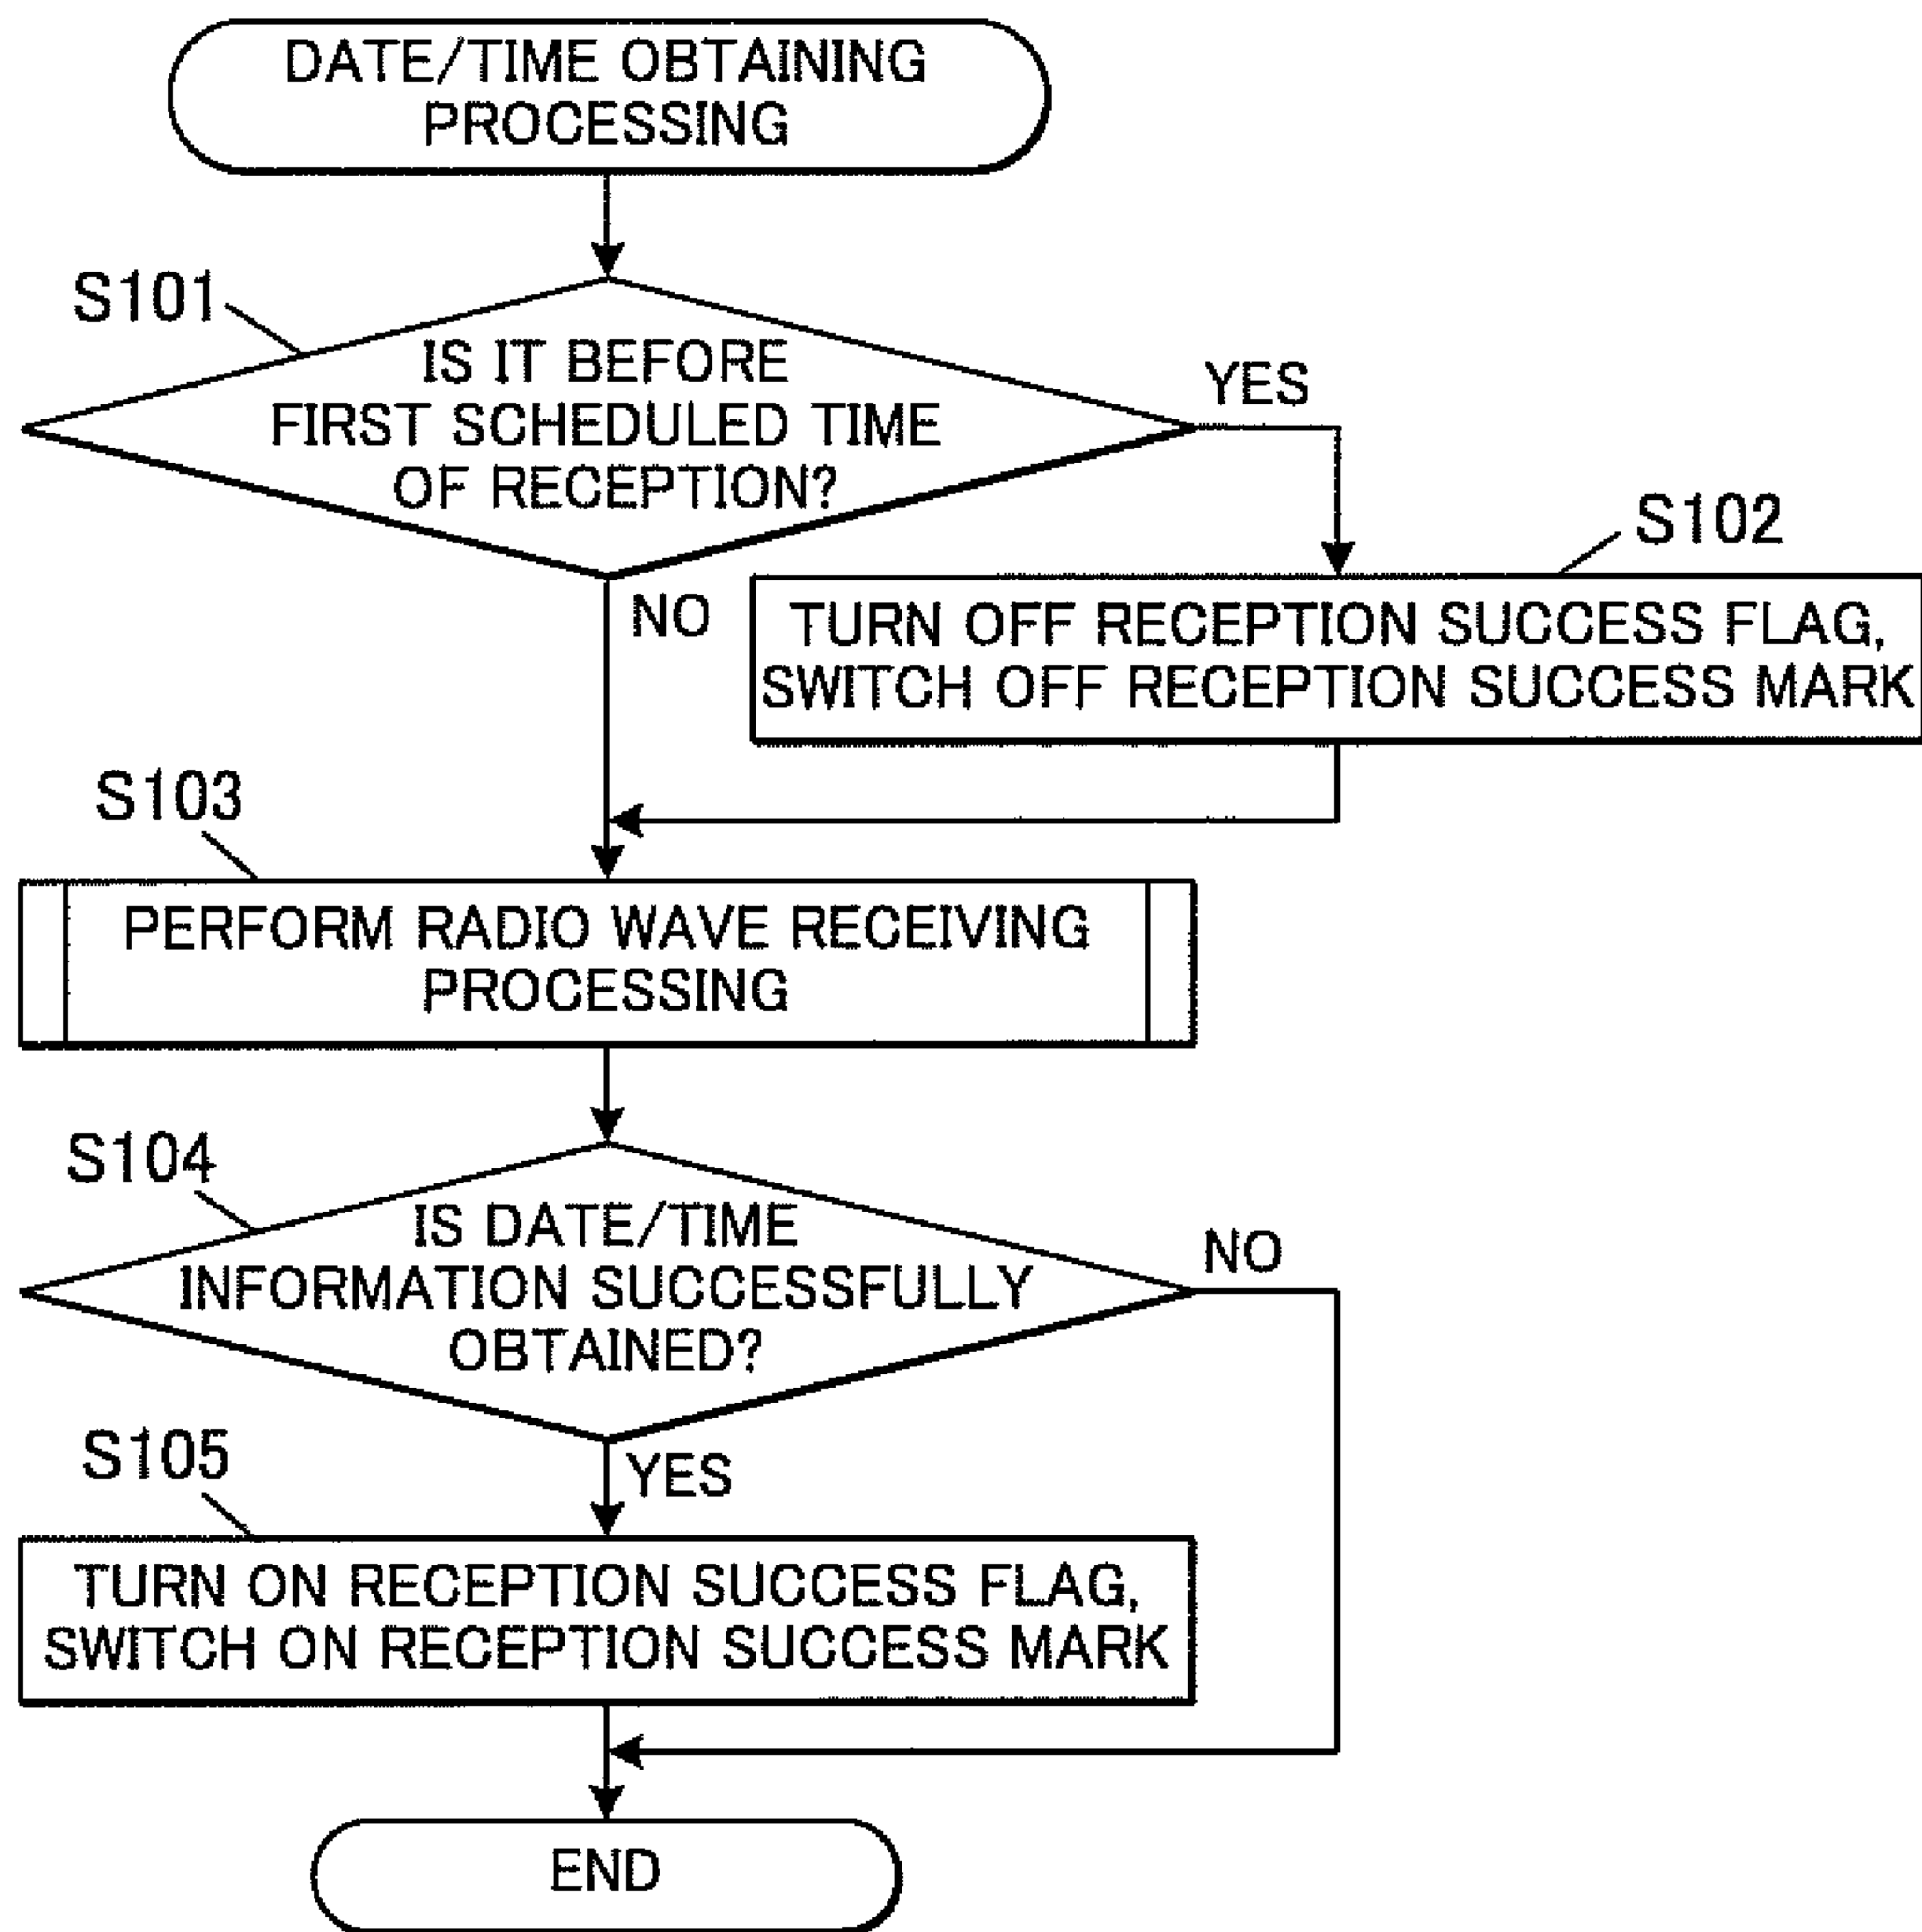 DATE/TIME OBTAINING
PROCESSING
S101
IS IT BEFORE
FIRST SCHEDULED TIME
OF RECEPTION?
YES
NO
S102
TURN OFF RECEPTION SUCCESS FLAG,
SWITCH OFF RECEPTION SUCCESS MARK
S103
PERFORM RADIO WAVE RECEIVING
PROCESSING
S104
IS DATE/TIME
INFORMATION SUCCESSFULLY
OBTAINED?
NO
YES
S105
TURN ON RECEPTION SUCCESS FLAG,
SWITCH ON RECEPTION SUCCESS MARK
END